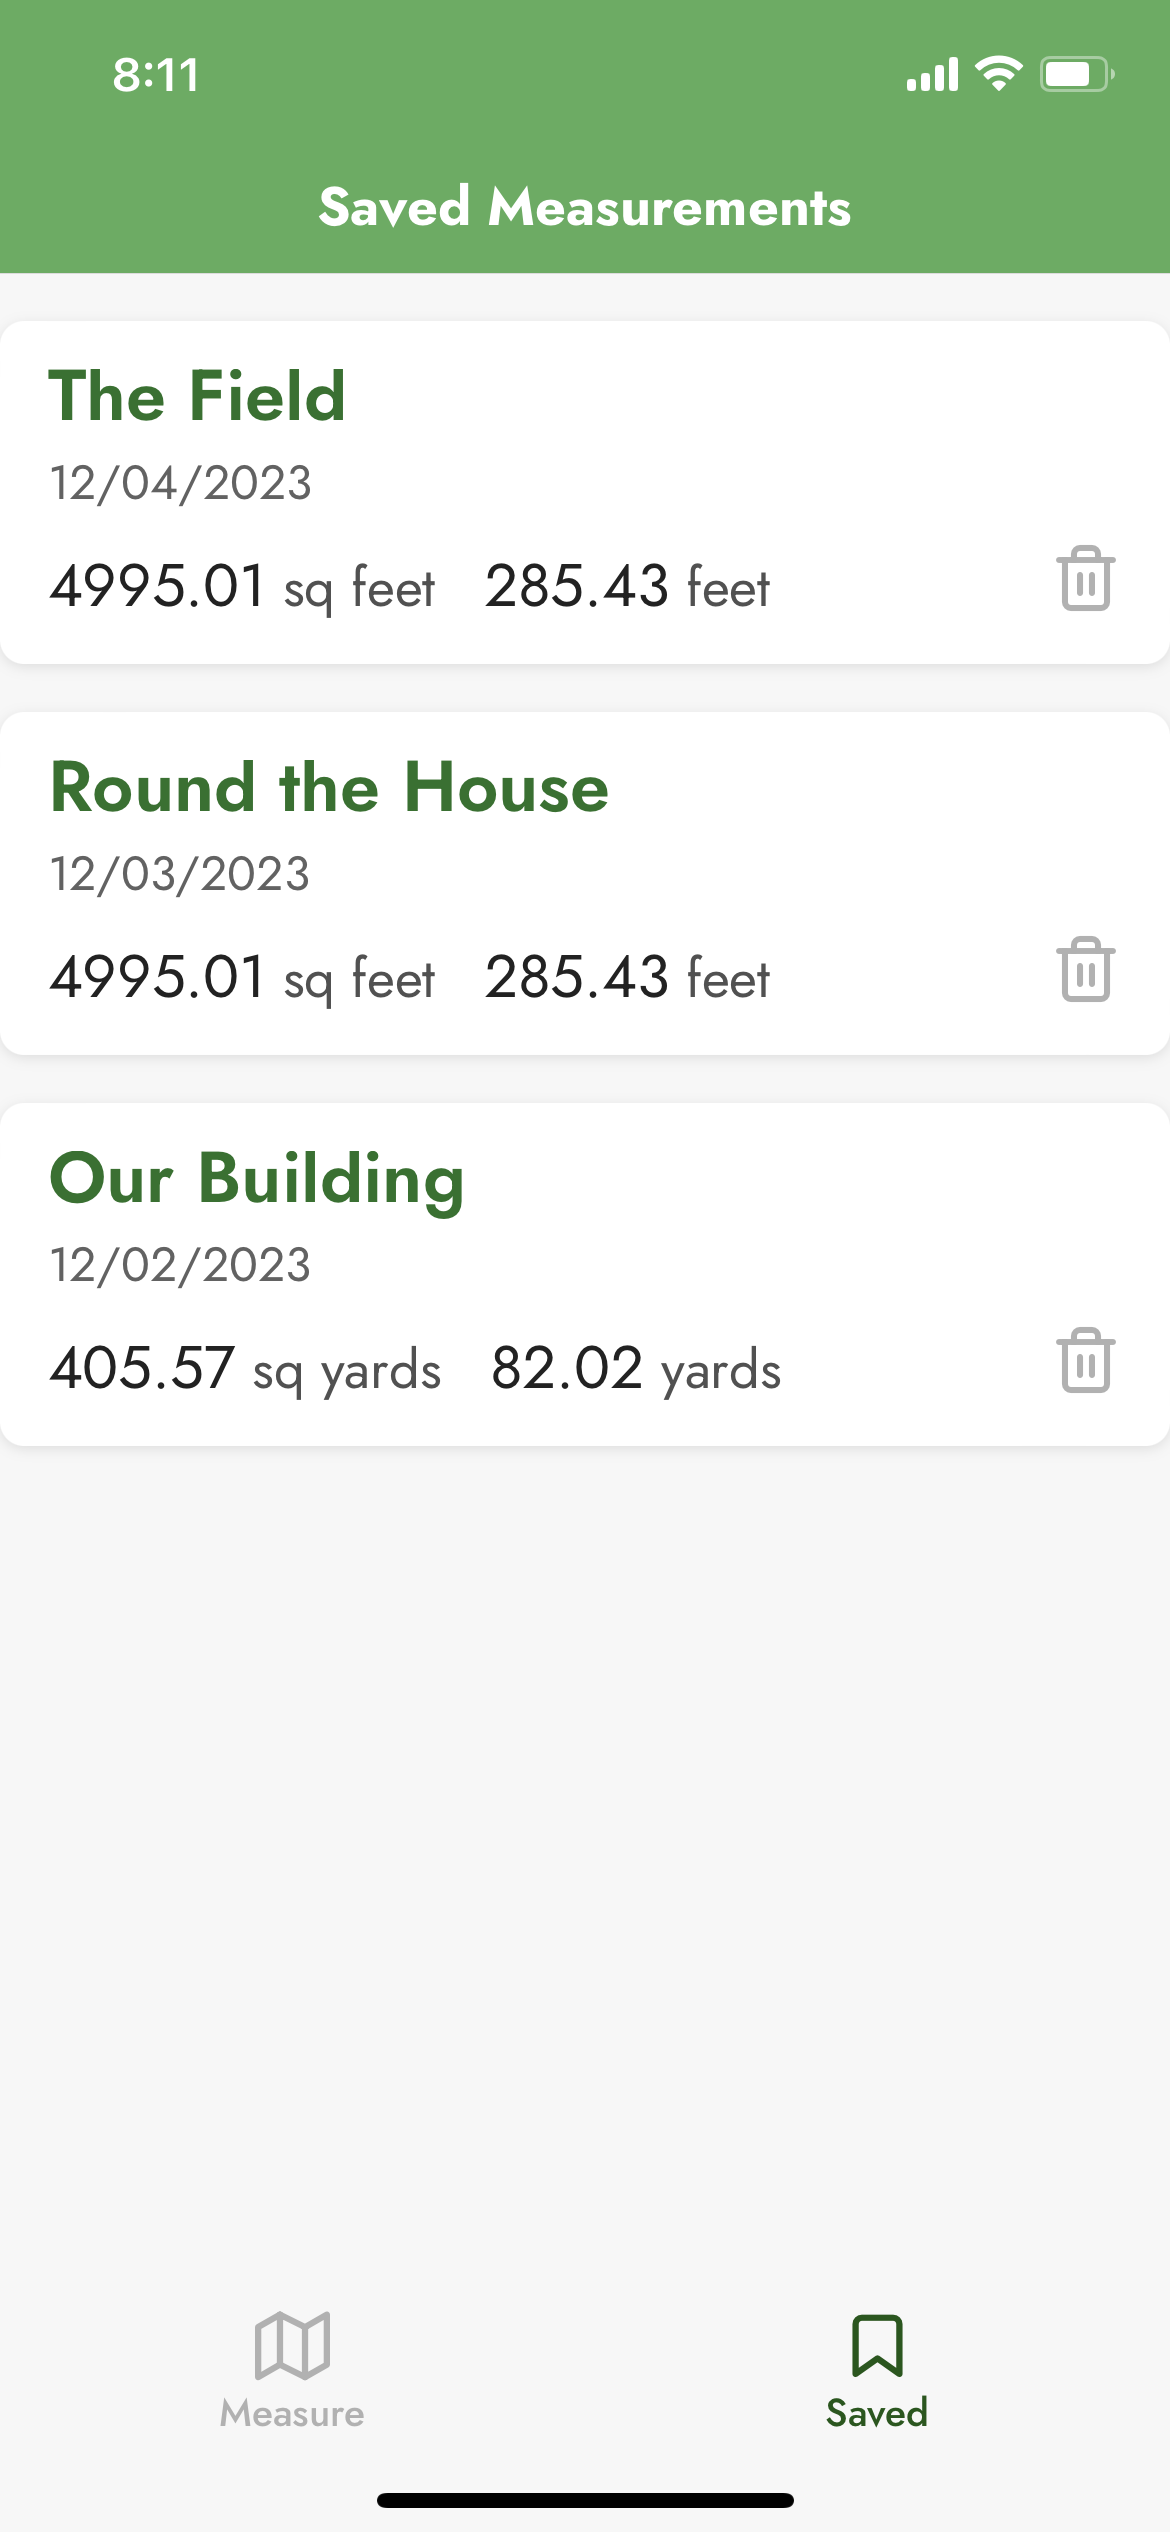 8:11
Saved Measurements
The Field
12/04/2023
4995.01 sq feet 285.43 feet
Round the House
12/03/2023
4995.01 sq feet 285.43 feet
Our Building
12/02/2023
405.57 sq yards 82.02 yards
Measure
Saved